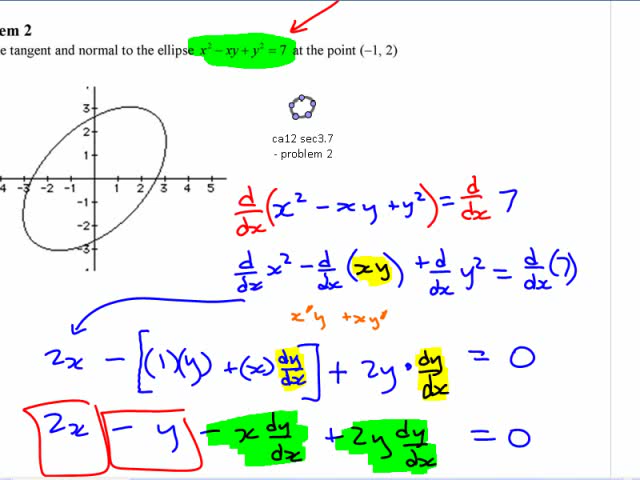 em 2
e tangent and normal to the ellipse x² − xy + y² = 7 at the point (−1, 2)
3
2
1
4 -3 -2 -1 1 2 3 4 5
-1
-2
-3
ca12 sec3.7
- problem 2
d/dx (x² − xy + y²) = d/dx 7
d/dx x² − d/dx (xy) + d/dx y² = d/dx (7)
x'y + xy'
2x − [(1)(y) + (x) dy/dx] + 2y · dy/dx = 0
2x − y − x dy/dx + 2y dy/dx = 0